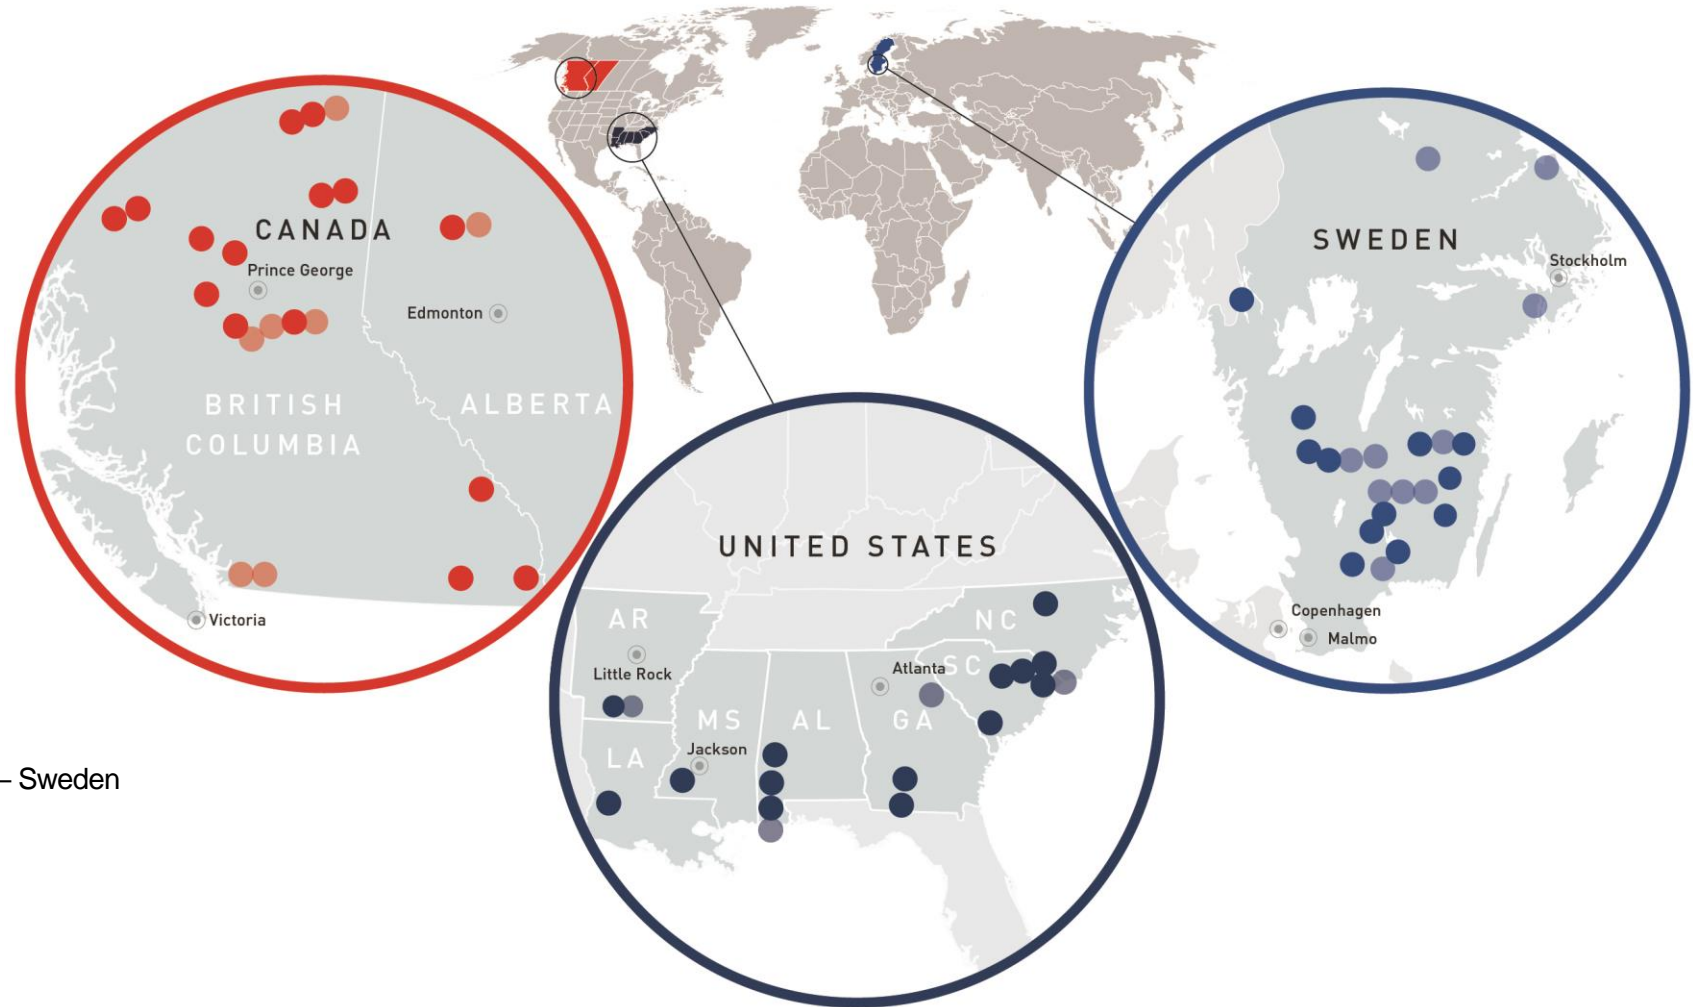 CANADA
Prince George
Edmonton
BRITISH
COLUMBIA
ALBERTA
Victoria
SWEDEN
Stockholm
Copenhagen
Malmo
UNITED STATES
AR
Little Rock
NC
SC
Atlanta
MS
AL
GA
Jackson
LA
– Sweden